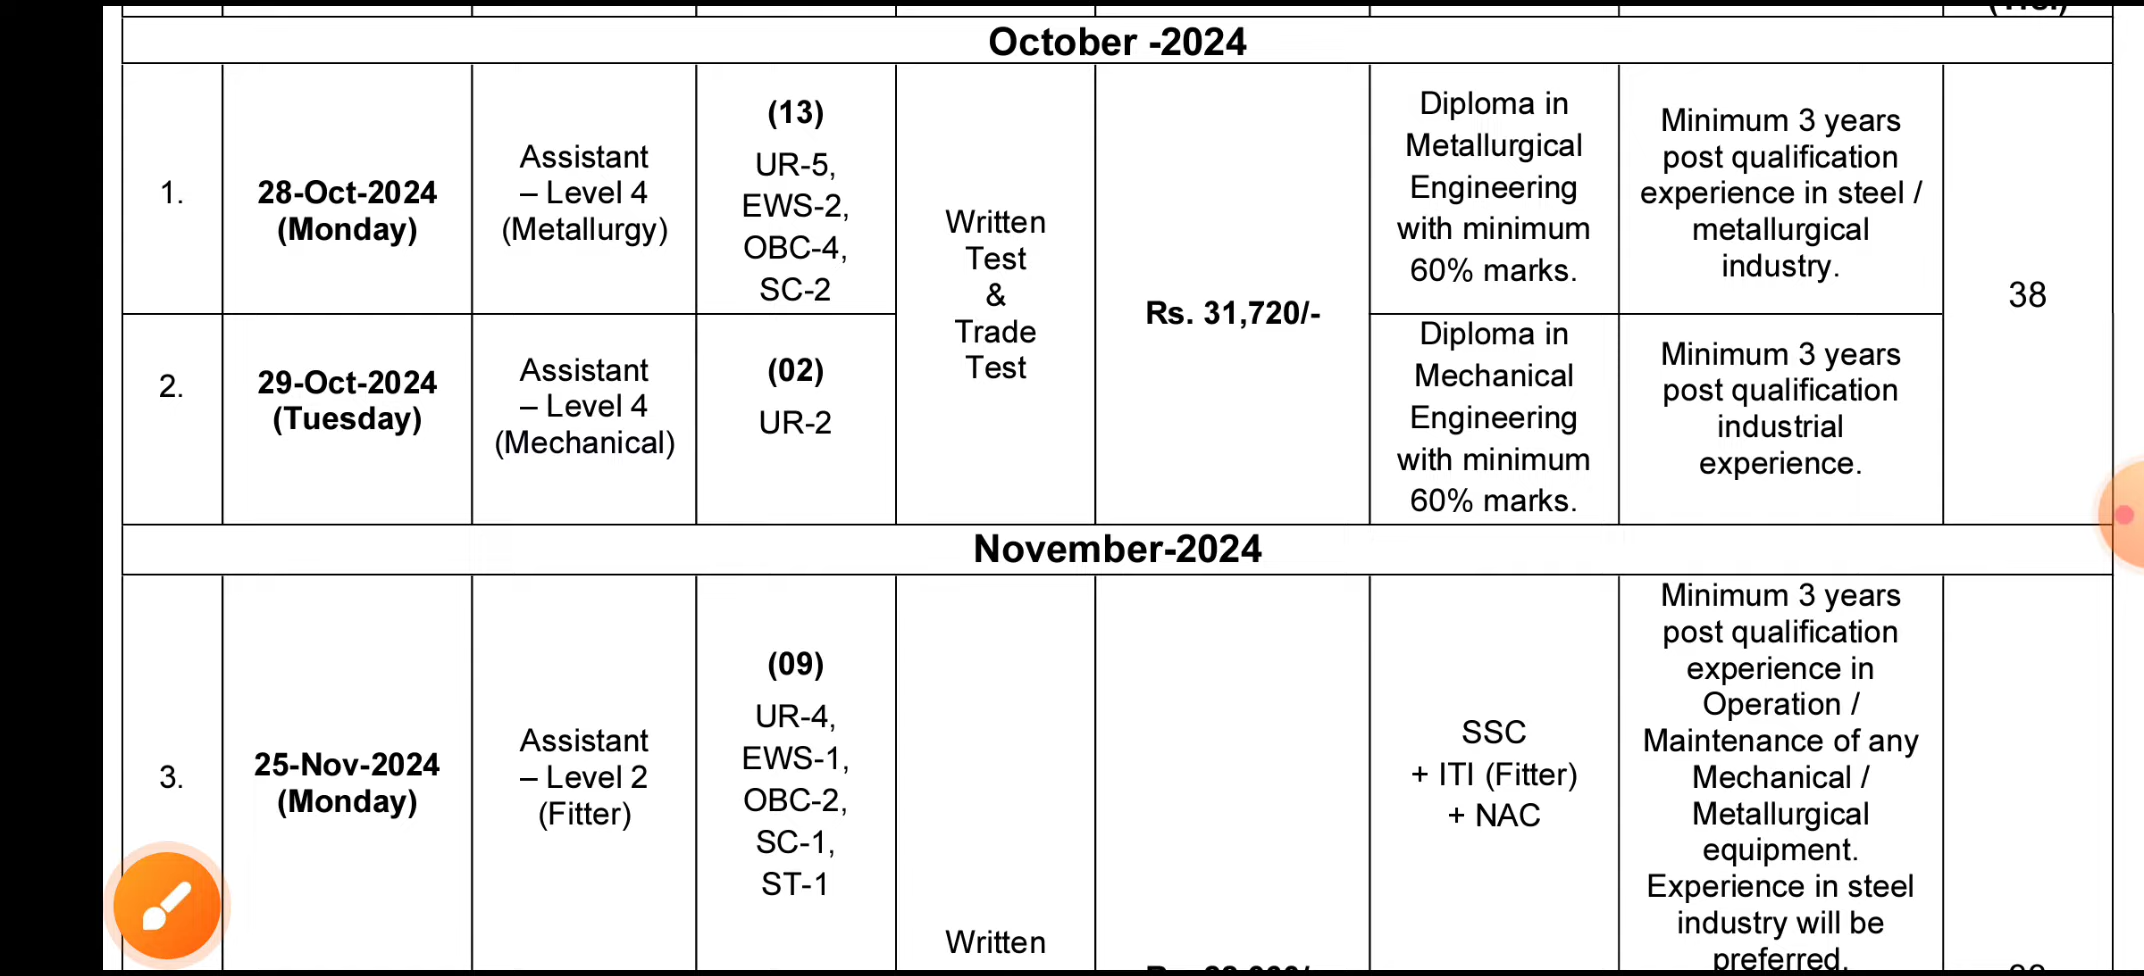 October -2024
1.
28-Oct-2024
(Monday)
Assistant
– Level 4
(Metallurgy)
(13)
UR-5,
EWS-2,
OBC-4,
SC-2
Written
Test
&
Trade
Test
Rs. 31,720/-
Diploma in
Metallurgical
Engineering
with minimum
60% marks.
Minimum 3 years
post qualification
experience in steel /
metallurgical
industry.
38
2.
29-Oct-2024
(Tuesday)
Assistant
– Level 4
(Mechanical)
(02)
UR-2
Diploma in
Mechanical
Engineering
with minimum
60% marks.
Minimum 3 years
post qualification
industrial
experience.
November-2024
3.
25-Nov-2024
(Monday)
Assistant
– Level 2
(Fitter)
(09)
UR-4,
EWS-1,
OBC-2,
SC-1,
ST-1
Written
SSC
+ ITI (Fitter)
+ NAC
Minimum 3 years
post qualification
experience in
Operation /
Maintenance of any
Mechanical /
Metallurgical
equipment.
Experience in steel
industry will be
preferred.